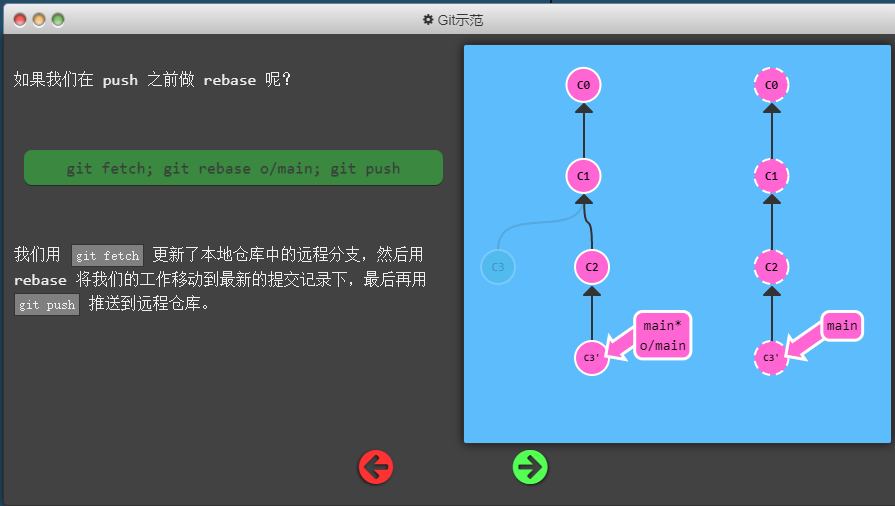 Git示范
如果我们在 push 之前做 rebase 呢？
git fetch; git rebase o/main; git push
我们用 git fetch 更新了本地仓库中的远程分支，然后用
rebase 将我们的工作移动到最新的提交记录下，最后再用
git push 推送到远程仓库。
C0
C1
C3
C2
main*
o/main
C3'
C0
C1
C2
main
C3'